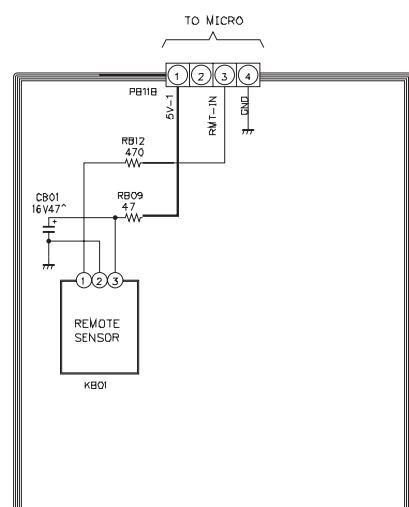 TO MICRO
1 2 3 4
PB11B
5V-1
RMT-IN
GND
RB12
470
CB01
16V47^
+
RB09
47
1 2 3
REMOTE
SENSOR
KB01